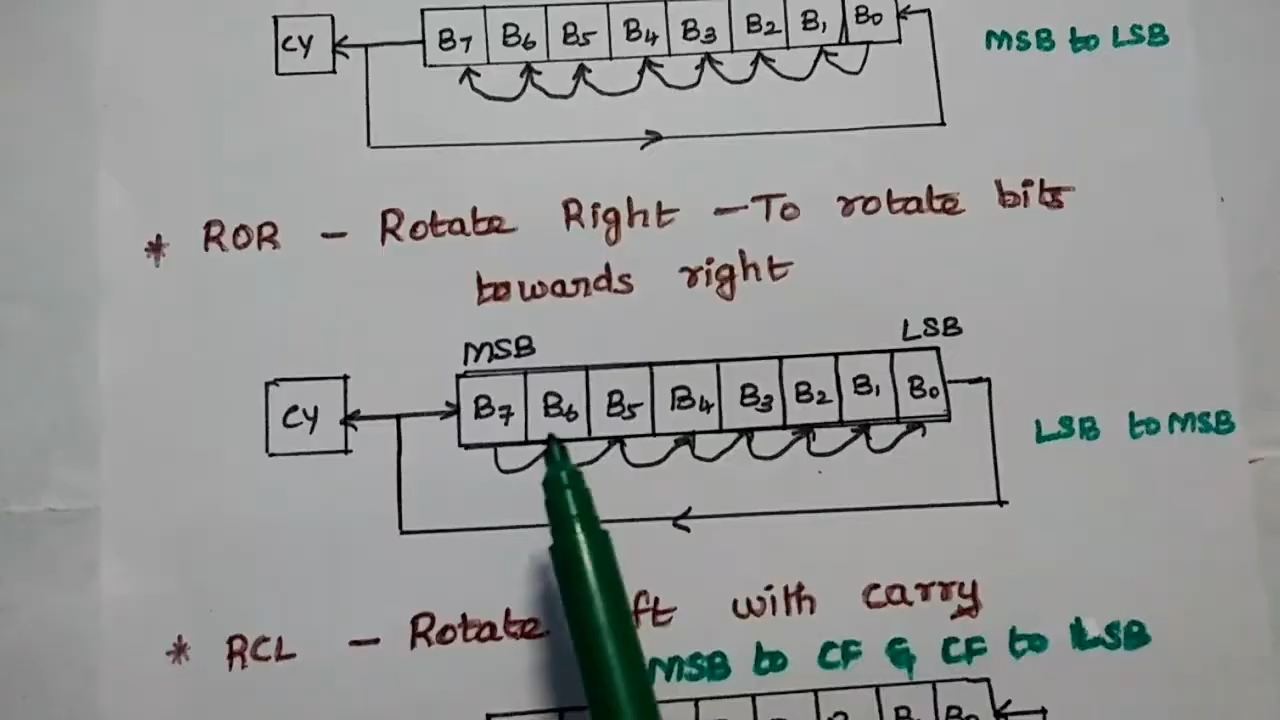 CY B7 B6 B5 B4 B3 B2 B1 B0 MSB to LSB
* ROR - Rotate Right - To rotate bits
towards right
MSB LSB
CY B7 B6 B5 B4 B3 B2 B1 B0 LSB to MSB
* RCL - Rotate ft with carry
MSB to CF & CF to LSB
B0